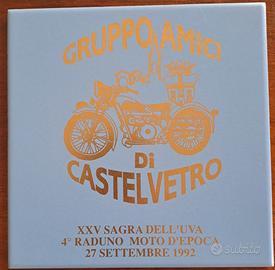 GRUPPO AMICI
Di
CASTELVETRO
XXV SAGRA DELL'UVA
4° RADUNO MOTO D'EPOCA
27 SETTEMBRE 1992
subito